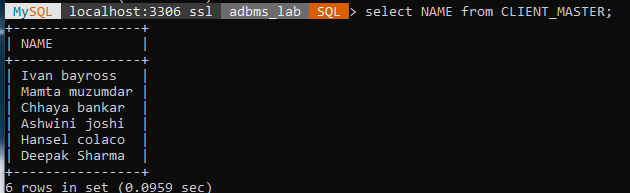 MySQL localhost:3306 ssl adbms_lab SQL > select NAME from CLIENT_MASTER;
+----------------+
| NAME           |
+----------------+
| Ivan bayross   |
| Mamta muzumdar |
| Chhaya bankar  |
| Ashwini joshi  |
| Hansel colaco  |
| Deepak Sharma  |
+----------------+
6 rows in set (0.0959 sec)